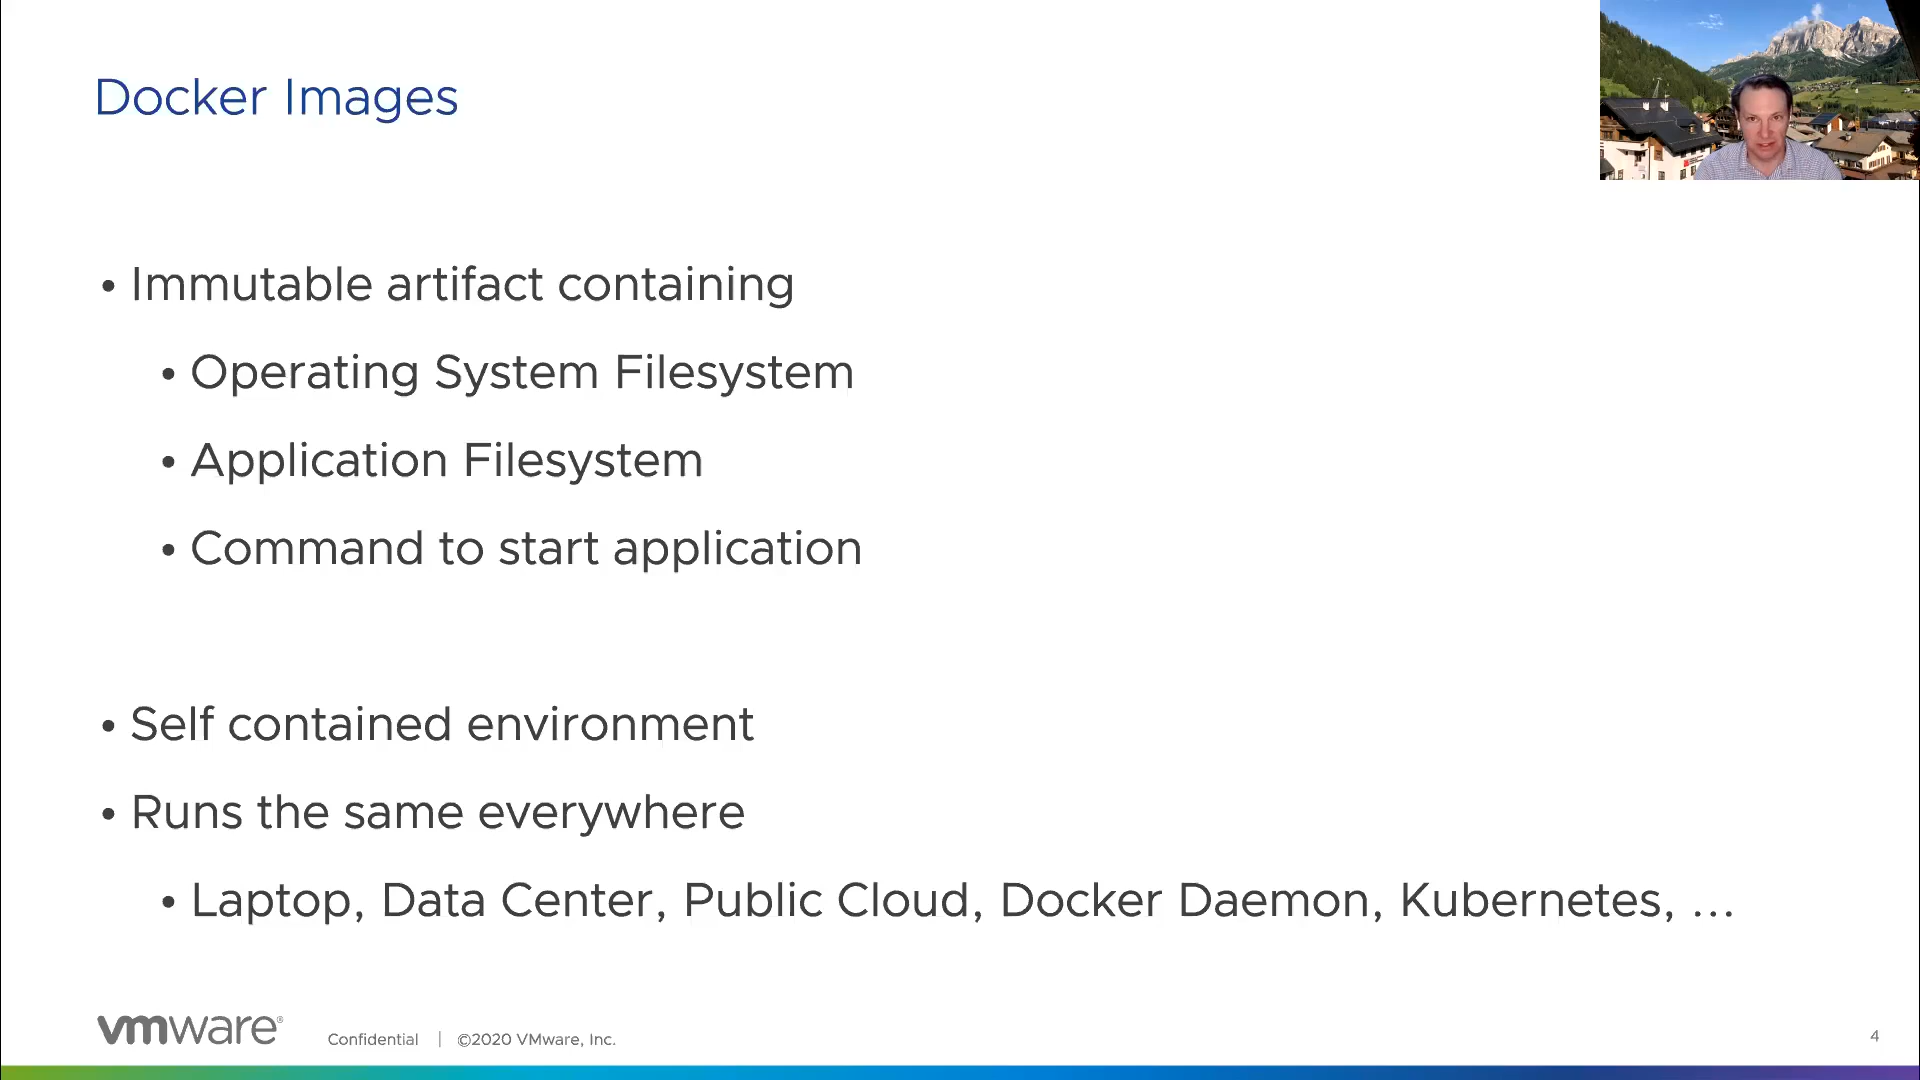 Docker Images
• Immutable artifact containing
• Operating System Filesystem
• Application Filesystem
• Command to start application
• Self contained environment
• Runs the same everywhere
• Laptop, Data Center, Public Cloud, Docker Daemon, Kubernetes, ...
vmware® Confidential | ©2020 VMware, Inc. 4